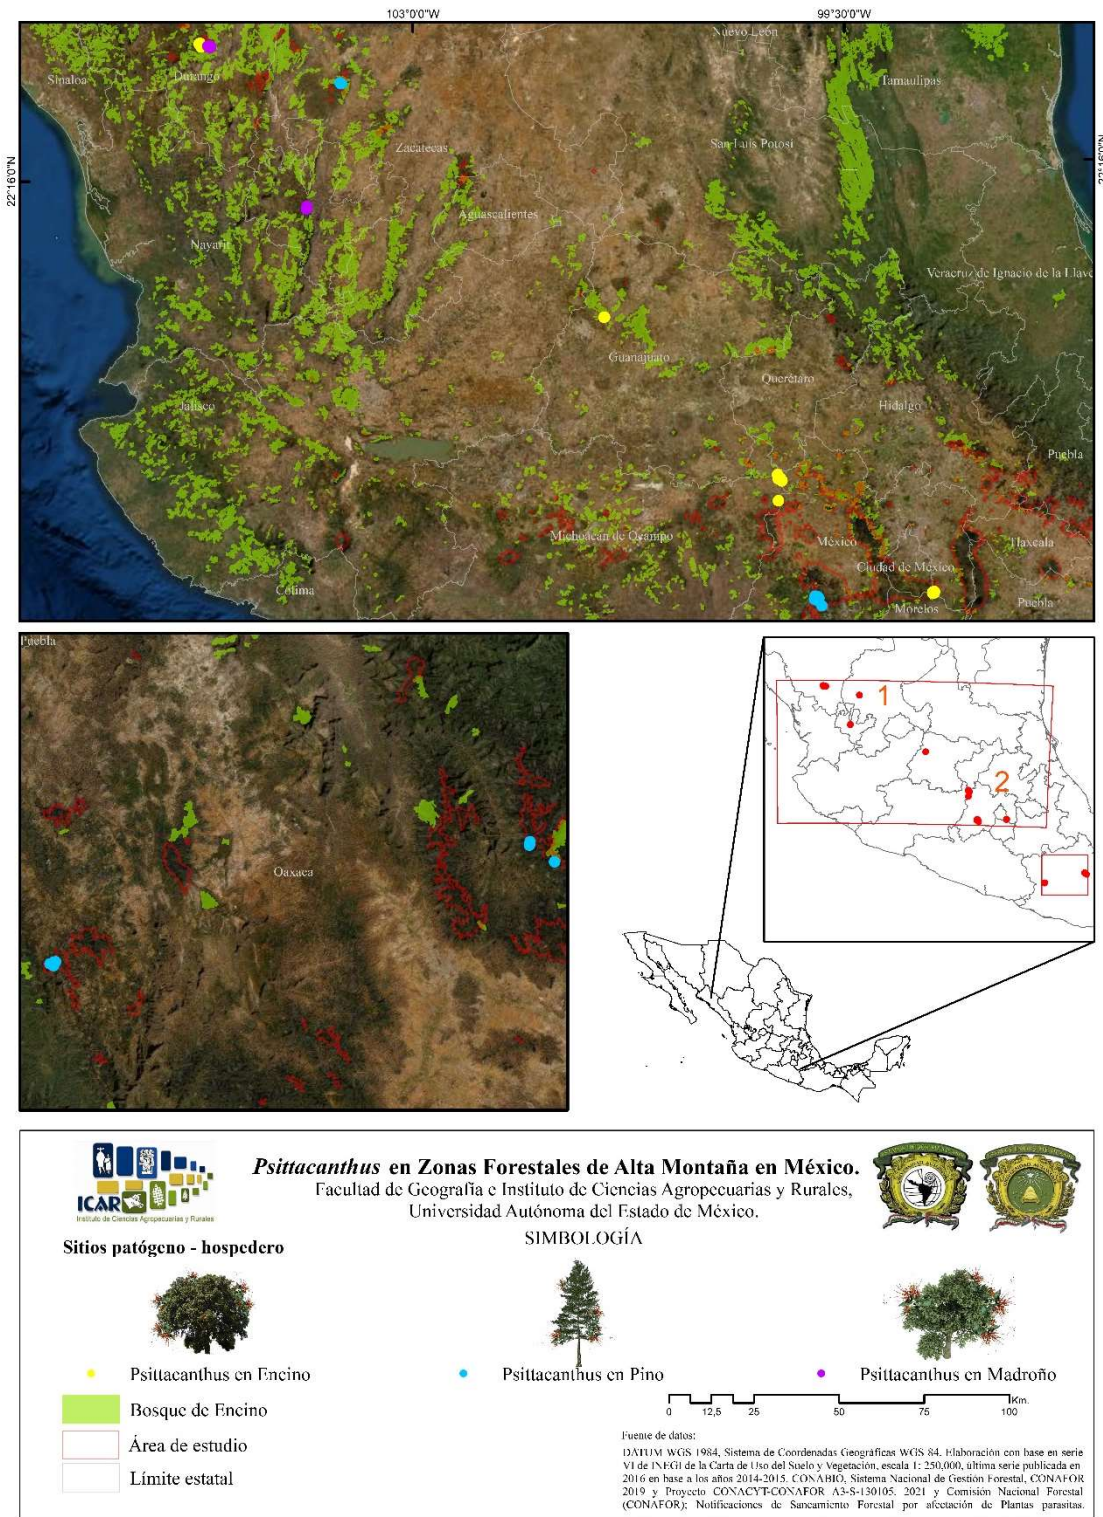 103°0'0"W
99°30'0"W
22°16'0"N
22°16'0"N
Nuevo León
Sinaloa
Durango
Tamaulipas
Zacatecas
San Luis Potosí
Aguascalientes
Nayarit
Veracruz de Ignacio de la Llave
Guanajuato
Querétaro
Jalisco
Hidalgo
Puebla
Michoacán de Ocampo
México
Tlaxcala
Ciudad de México
Colima
Morelos
Puebla
Puebla
Oaxaca
1
2
ICAR
Instituto de Ciencias Agropecuarias y Rurales
Psittacanthus en Zonas Forestales de Alta Montaña en México.
Facultad de Geografía e Instituto de Ciencias Agropecuarias y Rurales,
Universidad Autónoma del Estado de México.
SIMBOLOGÍA
Sitios patógeno - hospedero
Psittacanthus en Encino
Psittacanthus en Pino
Psittacanthus en Madroño
Bosque de Encino
Área de estudio
Límite estatal
Km.
0 12,5 25 50 75 100
Fuente de datos:
DATUM WGS 1984, Sistema de Coordenadas Geográficas WGS 84. Elaboración con base en serie
VI de INEGI de la Carta de Uso del Suelo y Vegetación, escala 1: 250,000, última serie publicada en
2016 en base a los años 2014-2015. CONABIO, Sistema Nacional de Gestión Forestal, CONAFOR
2019 y Proyecto CONACYT-CONAFOR A3-S-130105. 2021 y Comisión Nacional Forestal
(CONAFOR); Notificaciones de Saneamiento Forestal por afectación de Plantas parasitas.